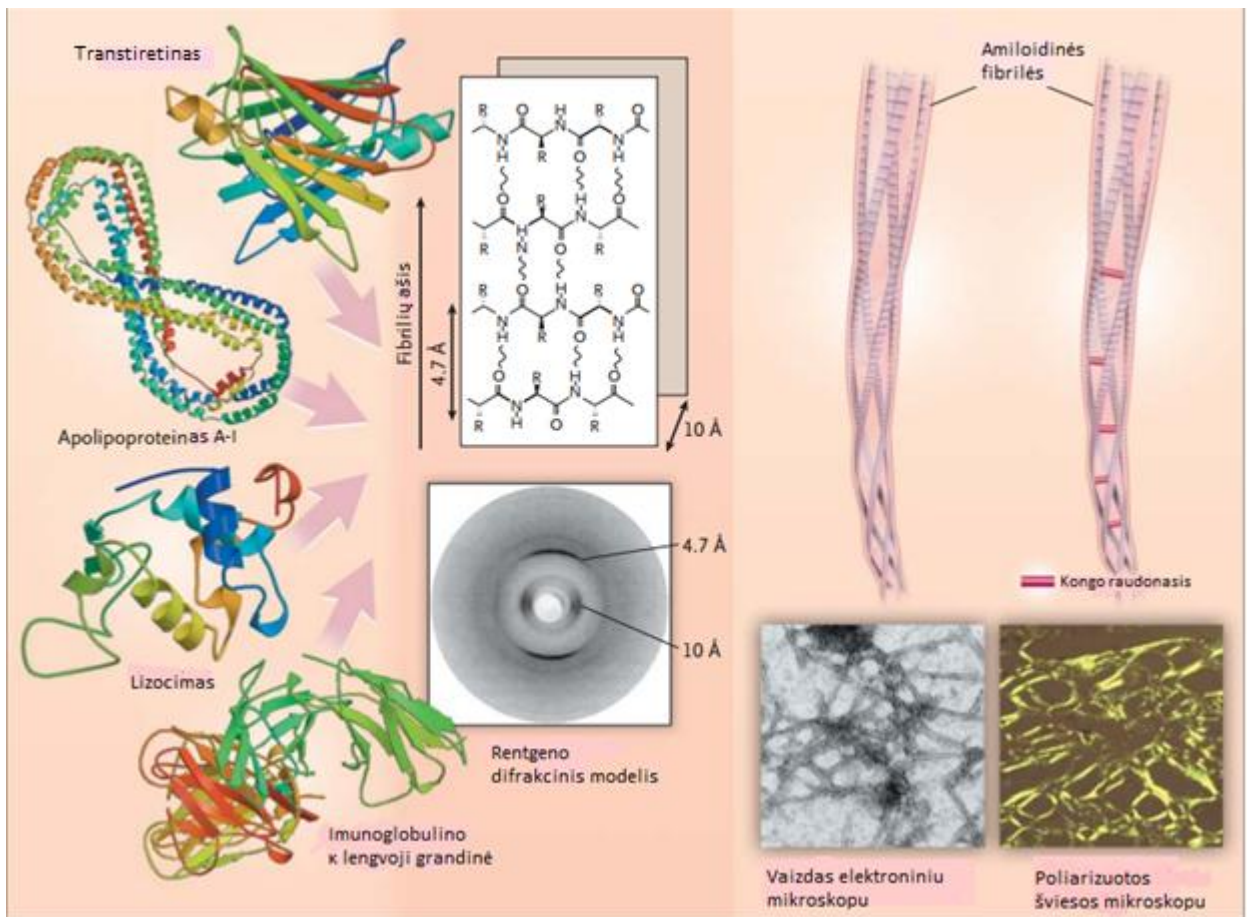 Transtiretinas
Apolipoproteinas A-I
Lizocimas
Imunoglobulino
κ lengvoji grandinė
Fibrilių ašis
4.7 Å
R
O
H
N
R
O
N
H
R
N
H
O
O
R
H
N
O
R
N
H
O
R
N
R
O
H
N
R
O
N
H
R
N
H
O
O
R
H
N
O
R
N
H
O
R
10 Å
4.7 Å
10 Å
Rentgeno
difrakcinis modelis
Amiloidinės
fibrilės
Kongo raudonasis
Vaizdas elektroniniu
mikroskopu
Poliarizuotos
šviesos mikroskopu